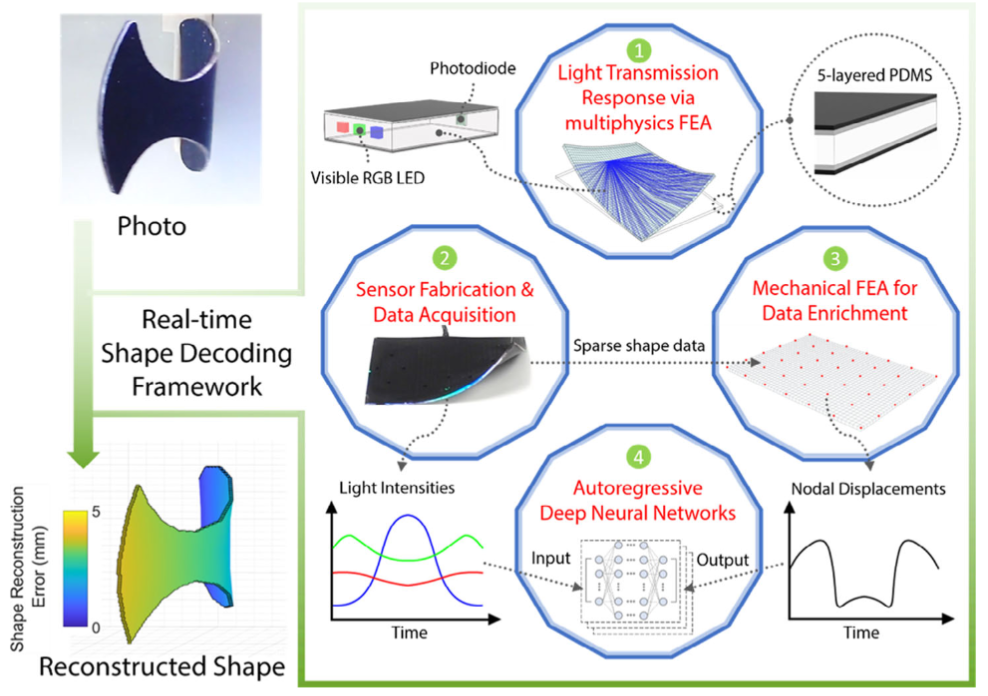 Photo
Real-time
Shape Decoding
Framework
Shape Reconstruction
Error (mm)
5
0
Reconstructed Shape
1
Light Transmission
Response via
multiphysics FEA
Photodiode
Visible RGB LED
5-layered PDMS
2
Sensor Fabrication &
Data Acquisition
Sparse shape data
3
Mechanical FEA for
Data Enrichment
Light Intensities
Time
4
Autoregressive
Deep Neural Networks
Input
Output
Nodal Displacements
Time